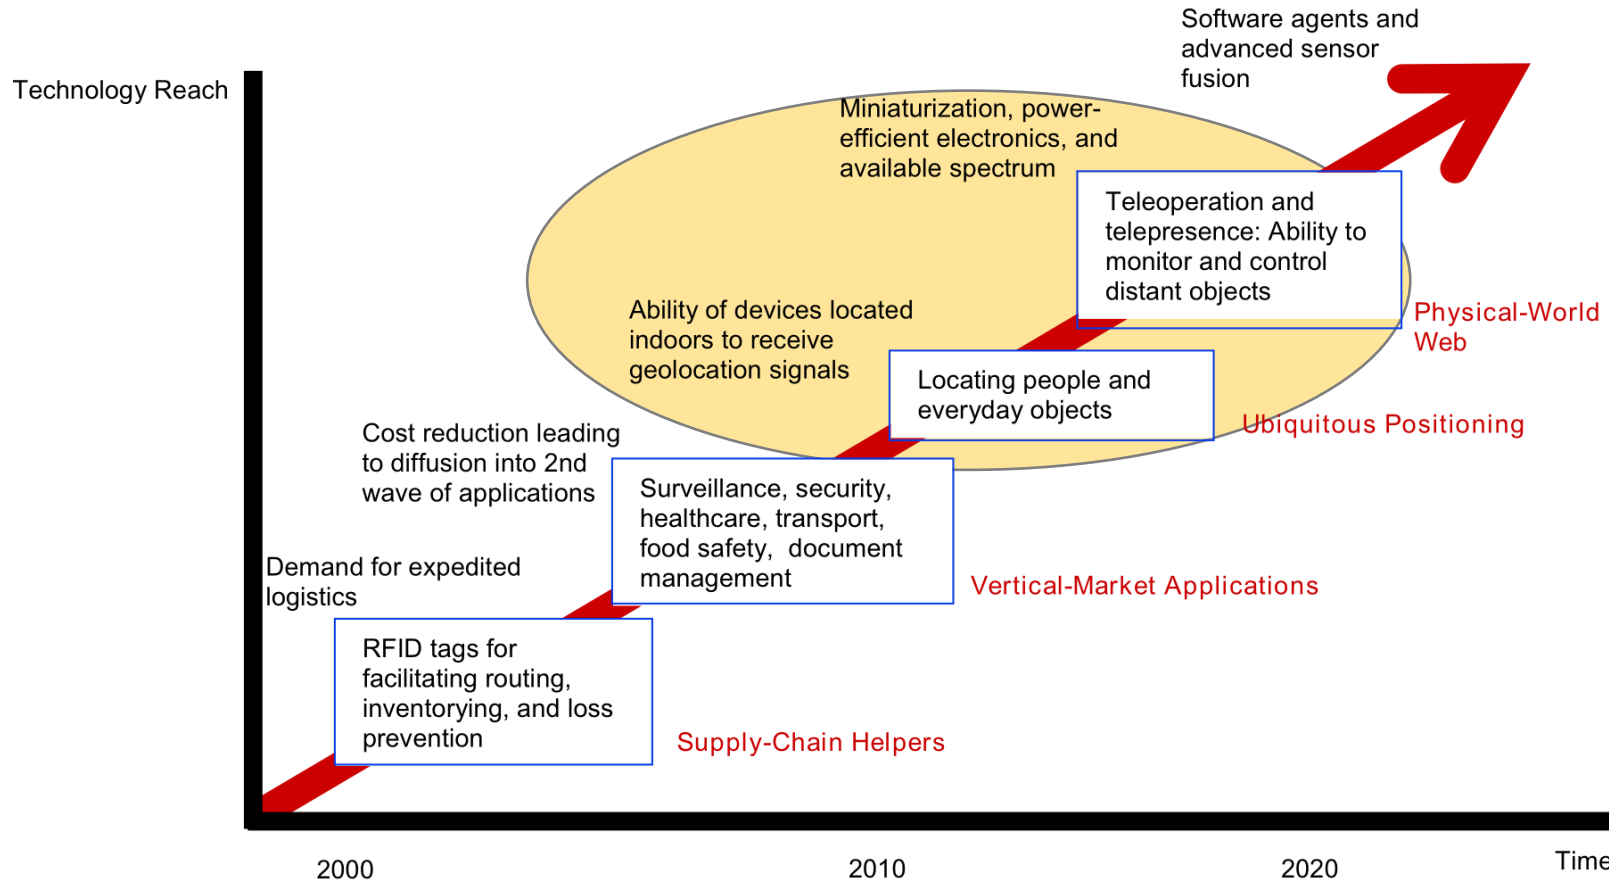 Software agents and
advanced sensor
fusion
Technology Reach
Miniaturization, power-
efficient electronics, and
available spectrum
Teleoperation and
telepresence: Ability to
monitor and control
distant objects
Physical-World
Web
Ability of devices located
indoors to receive
geolocation signals
Locating people and
everyday objects
Ubiquitous Positioning
Cost reduction leading
to diffusion into 2nd
wave of applications
Surveillance, security,
healthcare, transport,
food safety,  document
management
Vertical-Market Applications
Demand for expedited
logistics
RFID tags for
facilitating routing,
inventorying, and loss
prevention
Supply-Chain Helpers
2000
2010
2020
Time